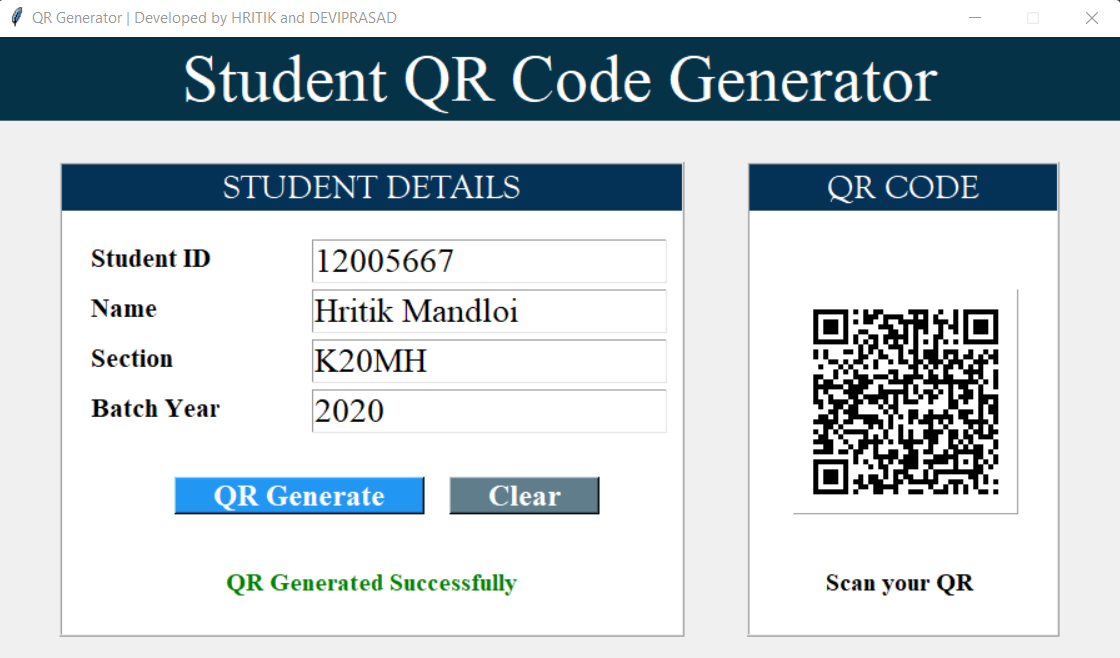 QR Generator | Developed by HRITIK and DEVIPRASAD
Student QR Code Generator
STUDENT DETAILS
Student ID 12005667
Name Hritik Mandloi
Section K20MH
Batch Year 2020
QR Generate Clear
QR Generated Successfully
QR CODE
Scan your QR